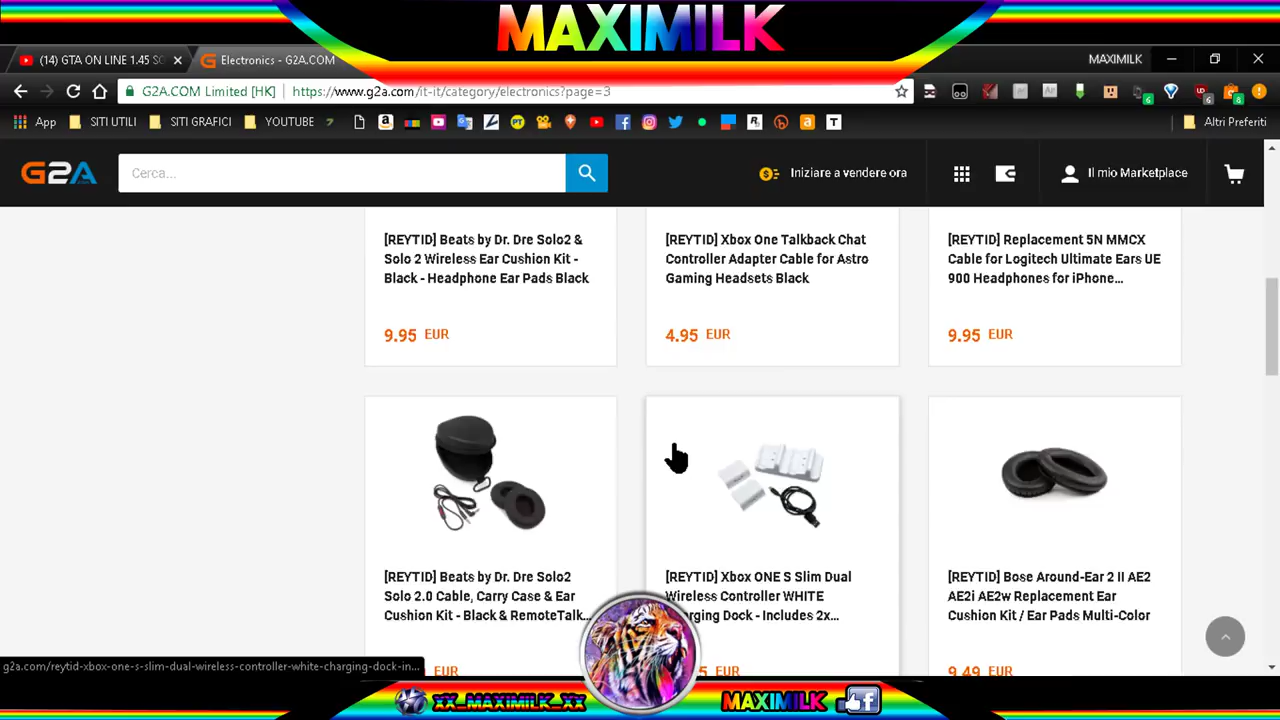 MAXIMILK
(14) GTA ON LINE 1.45 SO
Electronics - G2A.COM
MAXIMILK
G2A.COM Limited [HK]
https://www.g2a.com/it-it/category/electronics?page=3
App
SITI UTILI
SITI GRAFICI
YOUTUBE
Altri Preferiti
G2A
Cerca...
Iniziare a vendere ora
Il mio Marketplace
[REYTID] Beats by Dr. Dre Solo2 &
Solo 2 Wireless Ear Cushion Kit -
Black - Headphone Ear Pads Black
9.95 EUR
[REYTID] Xbox One Talkback Chat
Controller Adapter Cable for Astro
Gaming Headsets Black
4.95 EUR
[REYTID] Replacement 5N MMCX
Cable for Logitech Ultimate Ears UE
900 Headphones for iPhone...
9.95 EUR
[REYTID] Beats by Dr. Dre Solo2
Solo 2.0 Cable, Carry Case & Ear
Cushion Kit - Black & RemoteTalk...
EUR
[REYTID] Xbox ONE S Slim Dual
Wireless Controller WHITE
Dock - Includes 2x...
EUR
[REYTID] Bose Around-Ear 2 II AE2
AE2i AE2w Replacement Ear
Cushion Kit / Ear Pads Multi-Color
9.49 EUR
g2a.com/reytid-xbox-one-s-slim-dual-wireless-controller-white-charging-dock-in...
XX_MAXIMILK_XX
MAXIMILK